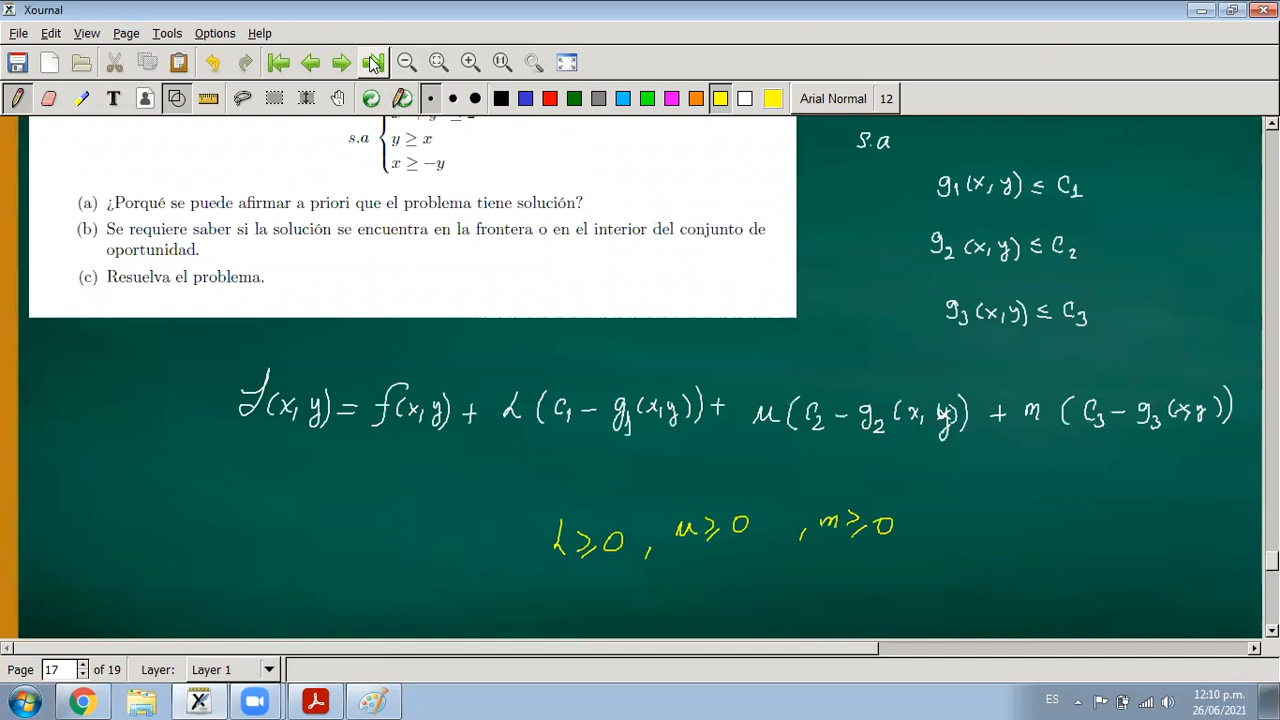 Xournal
File Edit View Page Tools Options Help
Arial Normal 12
s.a
y ≥ x
x ≥ −y
(a) ¿Porqué se puede afirmar a priori que el problema tiene solución?
(b) Se requiere saber si la solución se encuentra en la frontera o en el interior del conjunto de
oportunidad.
(c) Resuelva el problema.
s.a
g1(x, y) ≤ C1
g2(x, y) ≤ C2
g3(x, y) ≤ C3
L(x, y) = f(x, y) + λ(C1 − g1(x, y)) + μ(C2 − g2(x, y)) + m(C3 − g3(x, y))
λ ≥ 0, μ ≥ 0, m ≥ 0
Page 17 of 19 Layer: Layer 1
ES 12:10 p.m.
26/06/2021